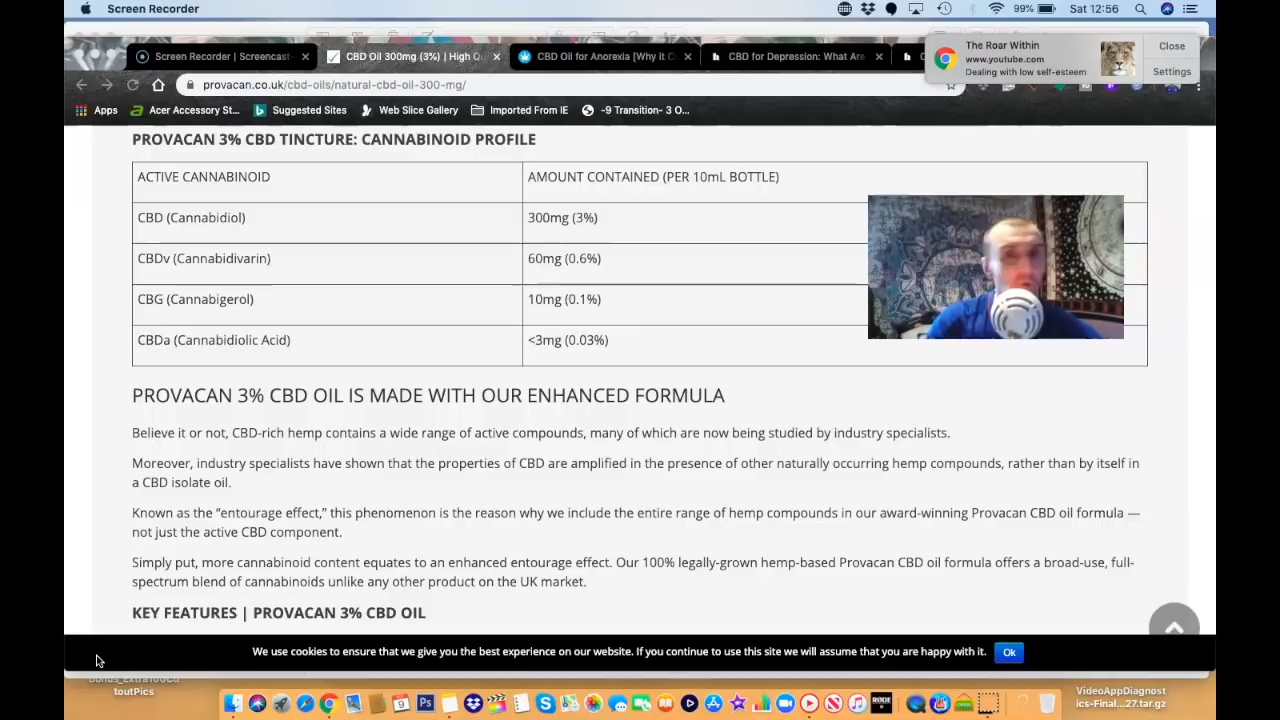 Screen Recorder
99%
Sat 12:56
Screen Recorder | Screencast-
CBD Oil 300mg (3%) | High Q
CBD Oil for Anorexia [Why it C
CBD for Depression: What Are
The Roar Within
www.youtube.com
Dealing with low self-esteem
Close
Settings
provacan.co.uk/cbd-oils/natural-cbd-oil-300-mg/
Apps
Acer Accessory St...
Suggested Sites
Web Slice Gallery
Imported From IE
-9 Transition- 3 O...
PROVACAN 3% CBD TINCTURE: CANNABINOID PROFILE
ACTIVE CANNABINOID
AMOUNT CONTAINED (PER 10mL BOTTLE)
CBD (Cannabidiol)
300mg (3%)
CBDv (Cannabidivarin)
60mg (0.6%)
CBG (Cannabigerol)
10mg (0.1%)
CBDa (Cannabidiolic Acid)
<3mg (0.03%)
PROVACAN 3% CBD OIL IS MADE WITH OUR ENHANCED FORMULA
Believe it or not, CBD-rich hemp contains a wide range of active compounds, many of which are now being studied by industry specialists.
Moreover, industry specialists have shown that the properties of CBD are amplified in the presence of other naturally occurring hemp compounds, rather than by itself in
a CBD isolate oil.
Known as the “entourage effect,” this phenomenon is the reason why we include the entire range of hemp compounds in our award-winning Provacan CBD oil formula —
not just the active CBD component.
Simply put, more cannabinoid content equates to an enhanced entourage effect. Our 100% legally-grown hemp-based Provacan CBD oil formula offers a broad-use, full-
spectrum blend of cannabinoids unlike any other product on the UK market.
KEY FEATURES | PROVACAN 3% CBD OIL
We use cookies to ensure that we give you the best experience on our website. If you continue to use this site we will assume that you are happy with it.
Ok
toutPics
VideoAppDiagnost
ics-Final...27.tar.gz